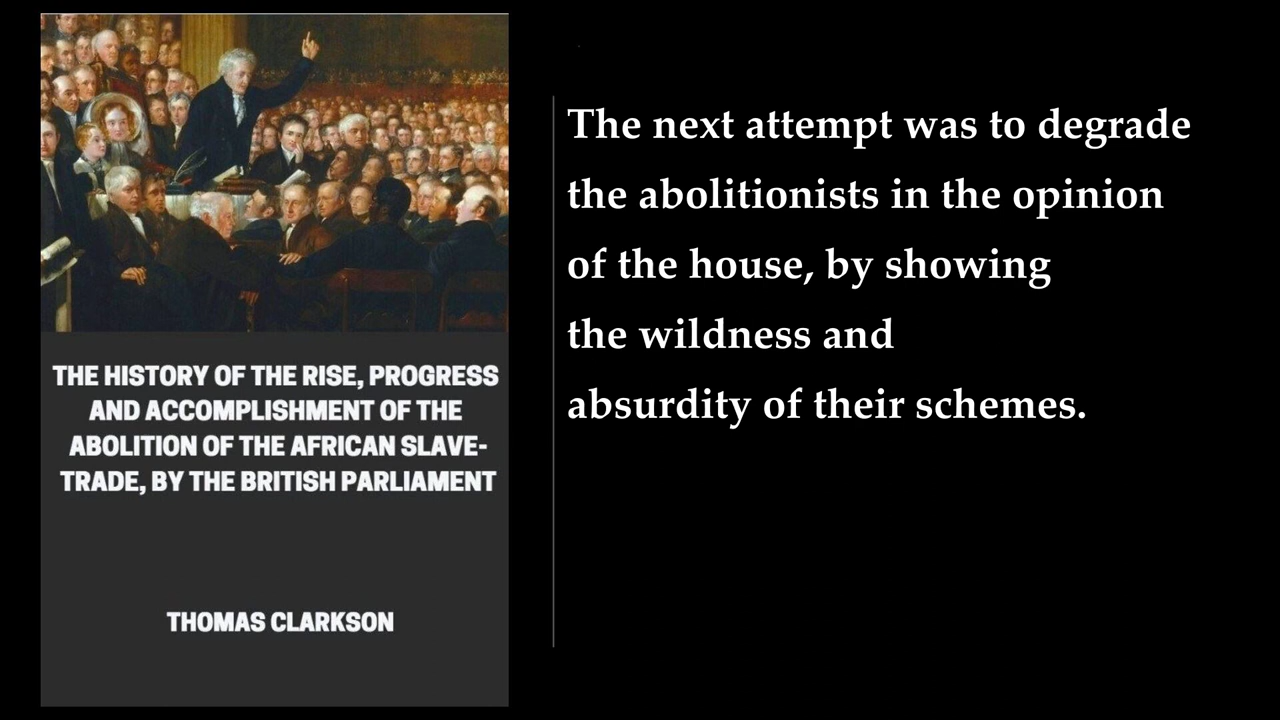 THE HISTORY OF THE RISE, PROGRESS
AND ACCOMPLISHMENT OF THE
ABOLITION OF THE AFRICAN SLAVE-
TRADE, BY THE BRITISH PARLIAMENT
THOMAS CLARKSON
The next attempt was to degrade
the abolitionists in the opinion
of the house, by showing
the wildness and
absurdity of their schemes.